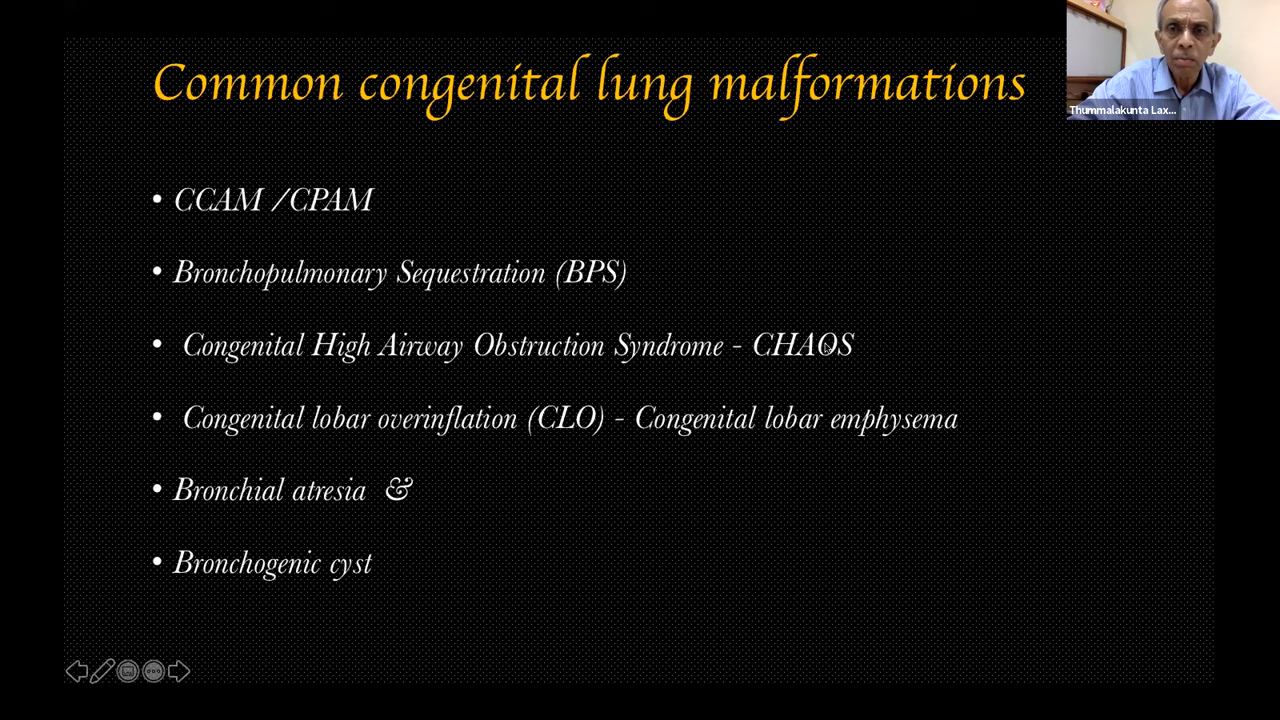 Common congenital lung malformations
Thummalakunta Lax...
• CCAM /CPAM
• Bronchopulmonary Sequestration (BPS)
• Congenital High Airway Obstruction Syndrome - CHAOS
• Congenital lobar overinflation (CLO) - Congenital lobar emphysema
• Bronchial atresia &
• Bronchogenic cyst